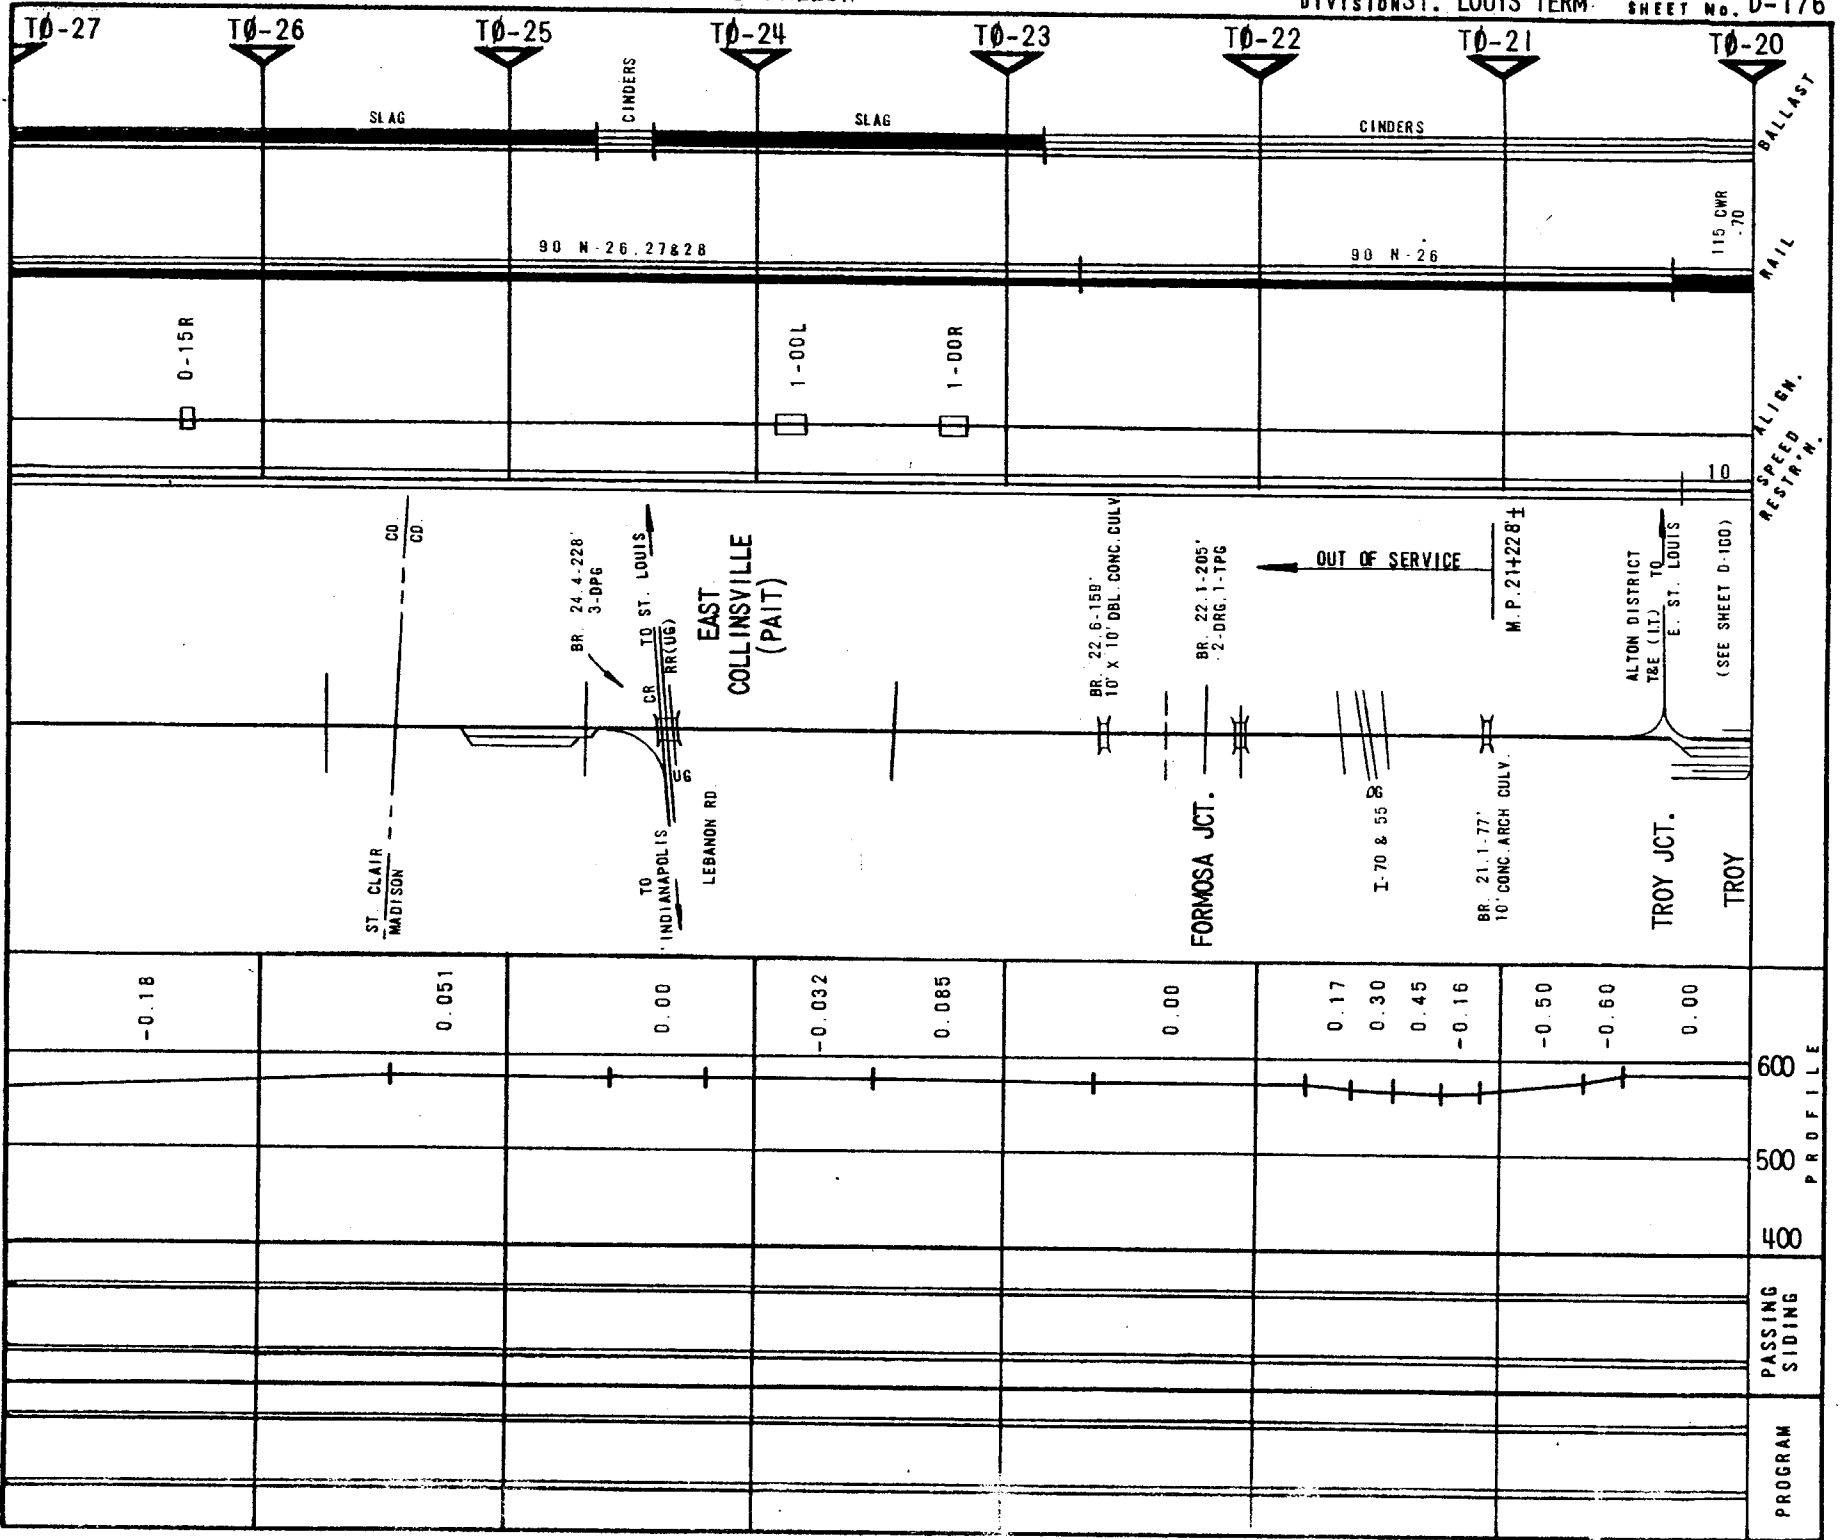 DIVISION ST. LOUIS TERM. SHEET No. D-176
TØ-27 TØ-26 TØ-25 TØ-24 TØ-23 TØ-22 TØ-21 TØ-20
SLAG CINDERS SLAG CINDERS BALLAST
90 N-26.27&28 90 N-26 115 CWR
-70
RAIL
0-15R 1-00L 1-00R ALIGN.
10
SPEED
RESTR'N.
CO.
CO.
BR. 24.4-228'
3-DPG
TO ST. LOUIS
CR
RR(UG)
EAST
COLLINSVILLE
(PAIT)
BR. 22.6-159'
10' X 10' DBL. CONC. CULV.
BR. 22.1-205'
2-DRG, 1-TPG
OUT OF SERVICE
M.P. 21+228'±
ALTON DISTRICT
T&E (I.T.) TO
E. ST. LOUIS
(SEE SHEET D-100)
ST. CLAIR
MADISON
TO
INDIANAPOLIS
UG
LEBANON RD.
FORMOSA JCT.
OG
I-70 & 55
BR. 21.1-77'
10' CONC. ARCH CULV.
TROY JCT.
TROY
-0.18 0.051 0.00 -0.032 0.085 0.00 0.17 0.30 0.45 -0.16 -0.50 -0.60 0.00
600
500
400
PROFILE
PASSING
SIDING
PROGRAM